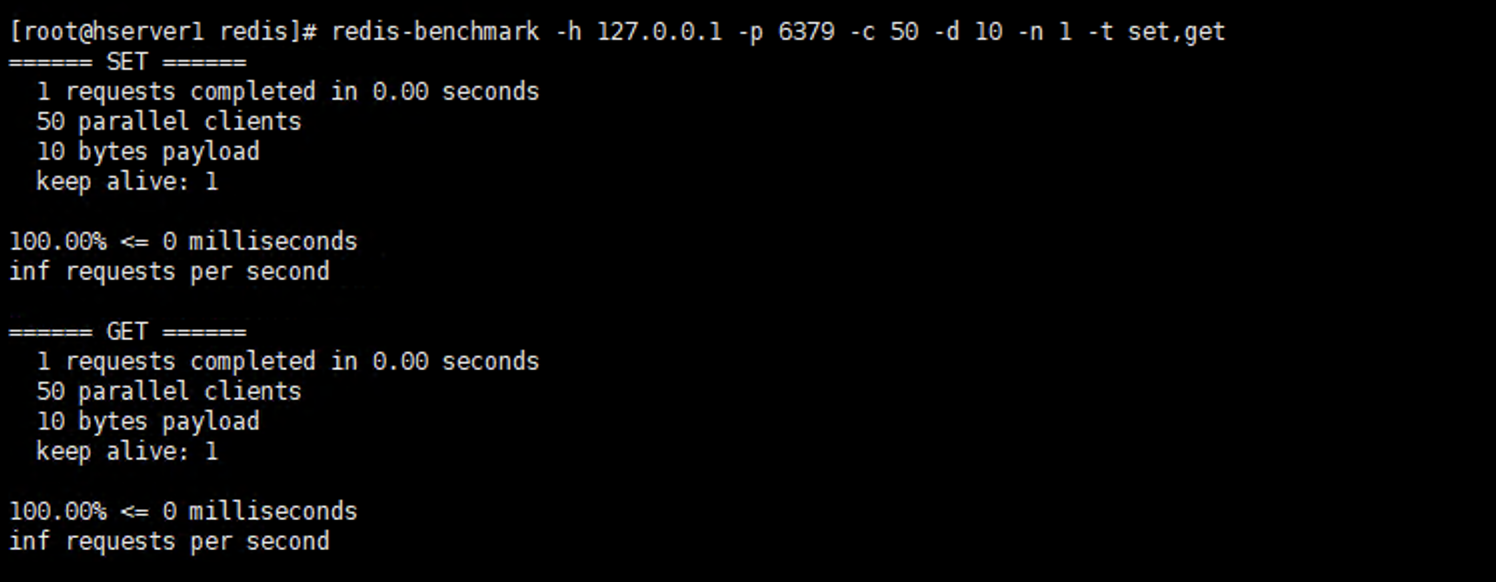 [root@hserver1 redis]# redis-benchmark -h 127.0.0.1 -p 6379 -c 50 -d 10 -n 1 -t set,get
====== SET ======
  1 requests completed in 0.00 seconds
  50 parallel clients
  10 bytes payload
  keep alive: 1

100.00% <= 0 milliseconds
inf requests per second

====== GET ======
  1 requests completed in 0.00 seconds
  50 parallel clients
  10 bytes payload
  keep alive: 1

100.00% <= 0 milliseconds
inf requests per second